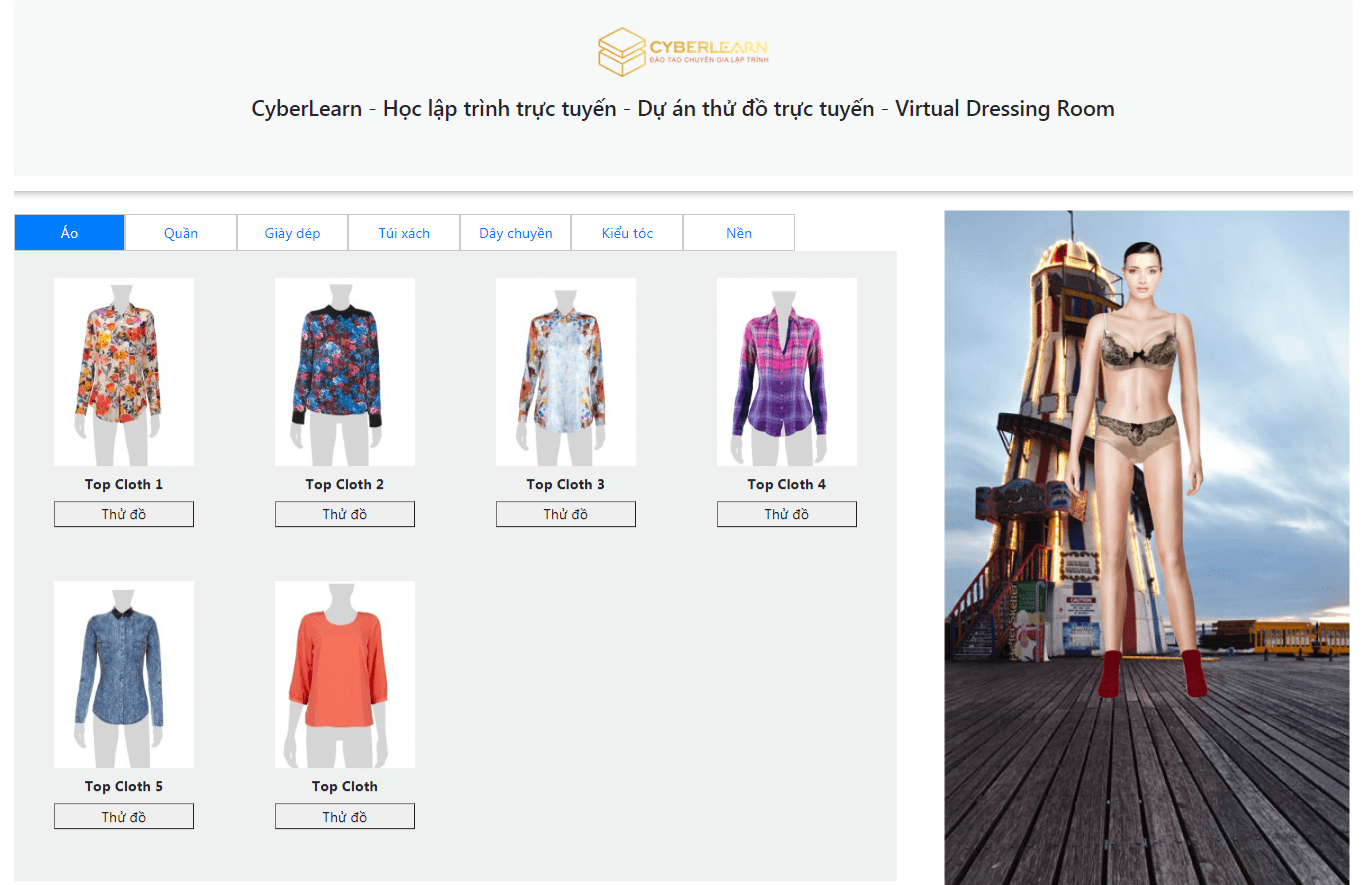 CYBERLEARN
ĐÀO TẠO CHUYÊN GIA LẬP TRÌNH
CyberLearn - Học lập trình trực tuyến - Dự án thử đồ trực tuyến - Virtual Dressing Room
Áo
Quần
Giày dép
Túi xách
Dây chuyền
Kiểu tóc
Nền
Top Cloth 1
Top Cloth 2
Top Cloth 3
Top Cloth 4
Thử đồ
Thử đồ
Thử đồ
Thử đồ
Top Cloth 5
Top Cloth
Thử đồ
Thử đồ
CAUTION